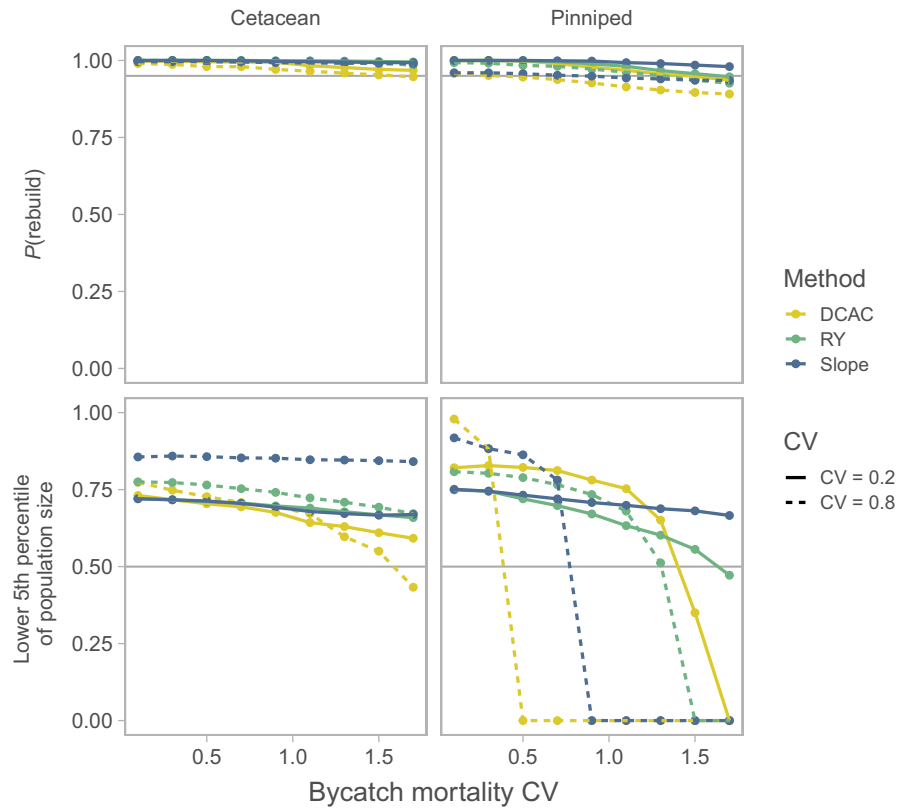 Cetacean
Pinniped
1.00
0.75
0.50
0.25
0.00
P(rebuild)
1.00
0.75
0.50
0.25
0.00
Lower 5th percentile
of population size
0.5
1.0
1.5
0.5
1.0
1.5
Bycatch mortality CV
Method
DCAC
RY
Slope
CV
CV = 0.2
CV = 0.8